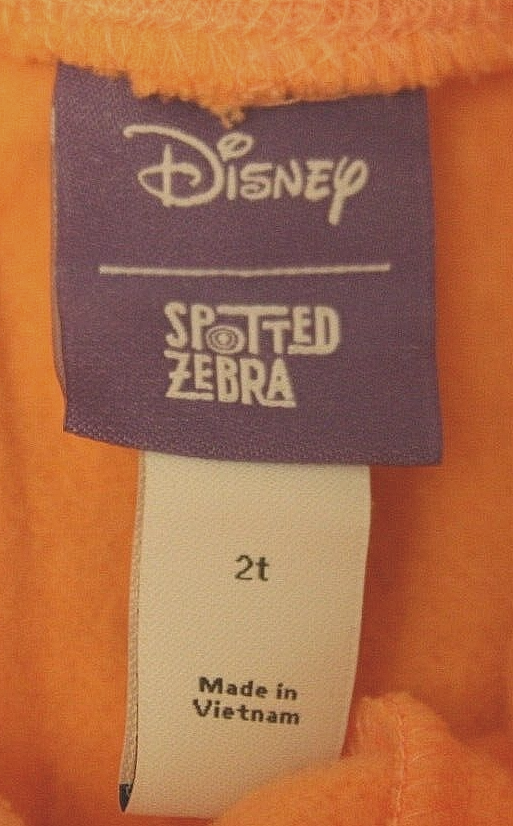 Disney
SPOTTED
ZEBRA
2t
Made in
Vietnam